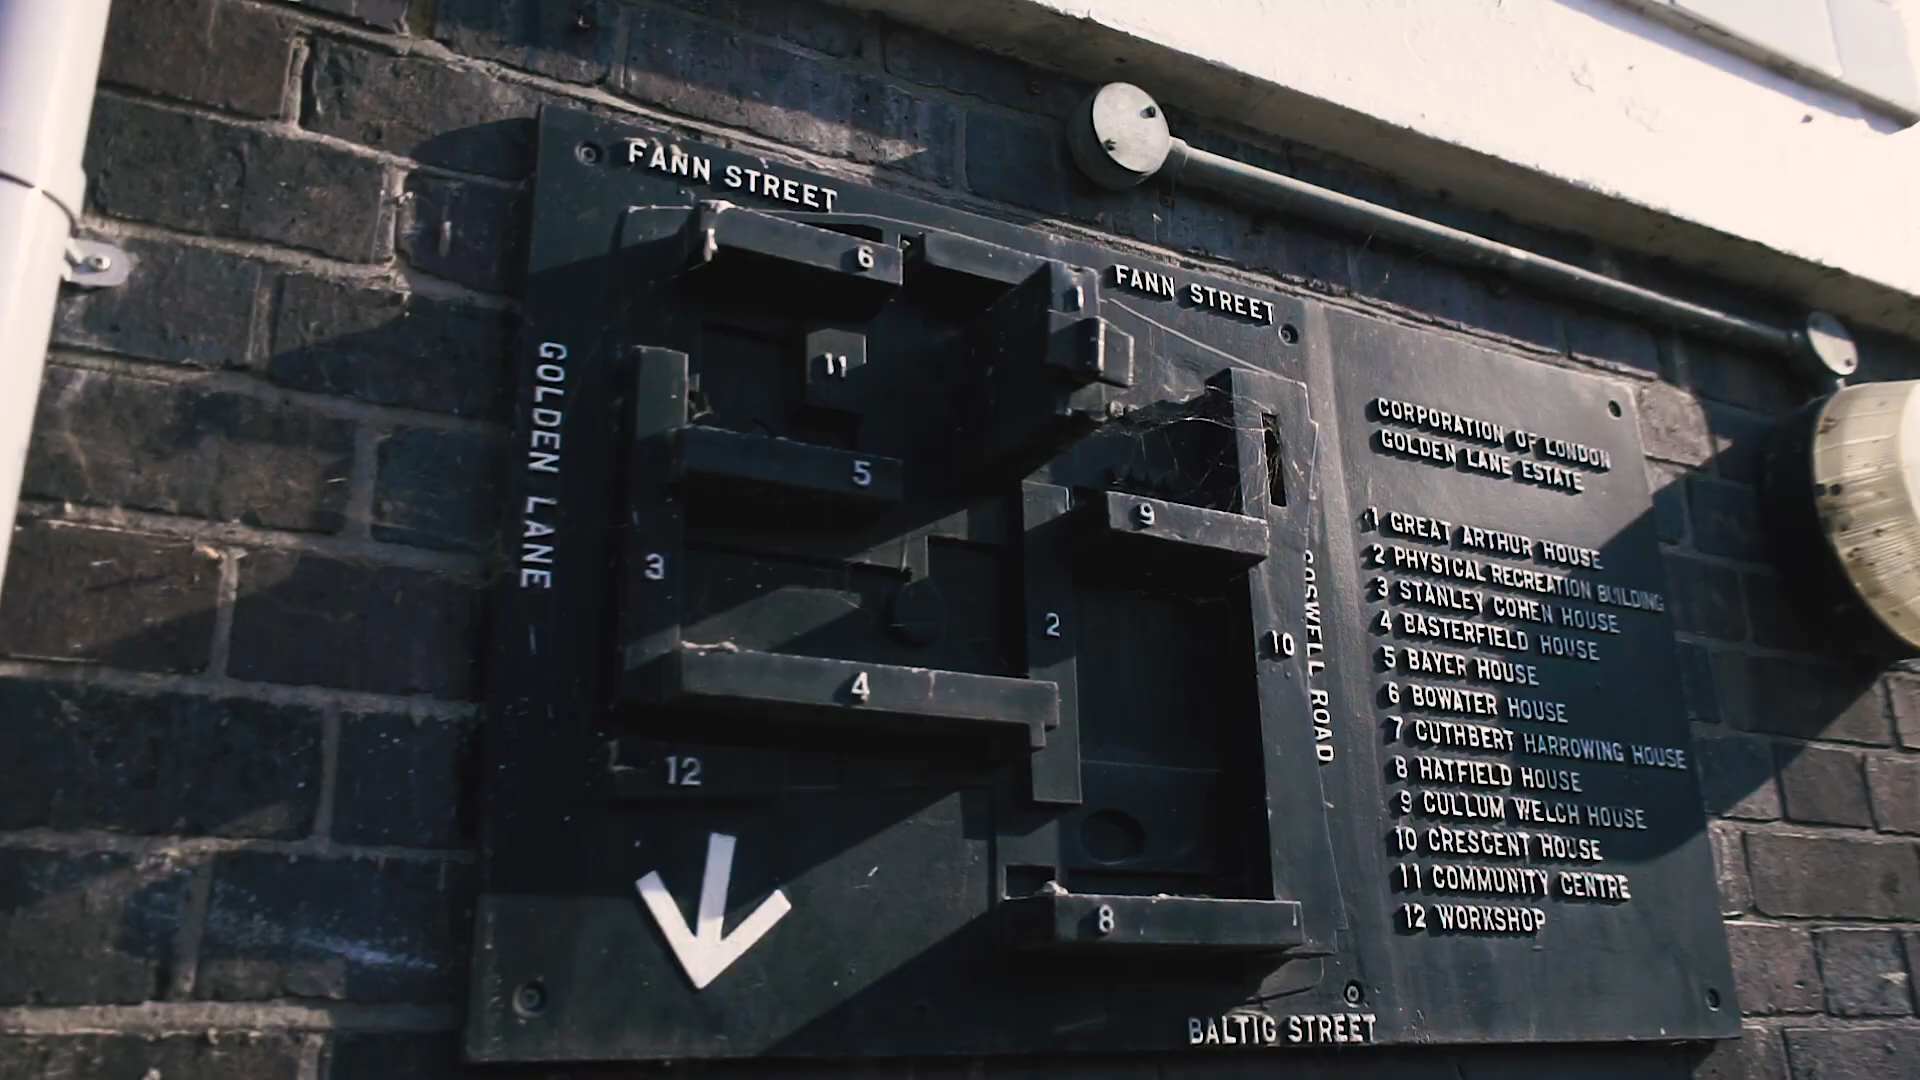 FANN STREET
FANN STREET
GOLDEN LANE
6
1
11
5
9
3
2
10
GOSWELL ROAD
4
12
8
BALTIC STREET
CORPORATION OF LONDON
GOLDEN LANE ESTATE
1 GREAT ARTHUR HOUSE
2 PHYSICAL RECREATION BUILDING
3 STANLEY COHEN HOUSE
4 BASTERFIELD HOUSE
5 BAYER HOUSE
6 BOWATER HOUSE
7 CUTHBERT HARROWING HOUSE
8 HATFIELD HOUSE
9 CULLUM WELCH HOUSE
10 CRESCENT HOUSE
11 COMMUNITY CENTRE
12 WORKSHOP